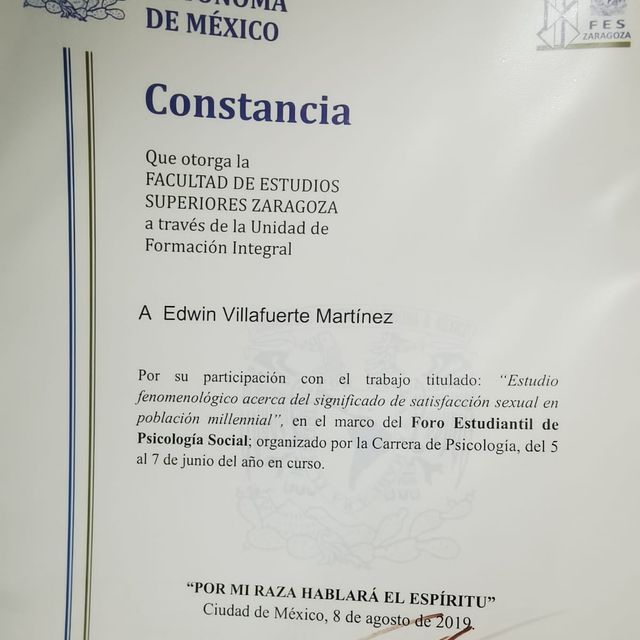 AUTÓNOMA
DE MÉXICO
FES
ZARAGOZA
Constancia
Que otorga la
FACULTAD DE ESTUDIOS
SUPERIORES ZARAGOZA
a través de la Unidad de
Formación Integral
A Edwin Villafuerte Martínez
Por su participación con el trabajo titulado: “Estudio
fenomenológico acerca del significado de satisfacción sexual en
población millennial”, en el marco del Foro Estudiantil de
Psicología Social; organizado por la Carrera de Psicología, del 5
al 7 de junio del año en curso.
“POR MI RAZA HABLARÁ EL ESPÍRITU”
Ciudad de México, 8 de agosto de 2019.